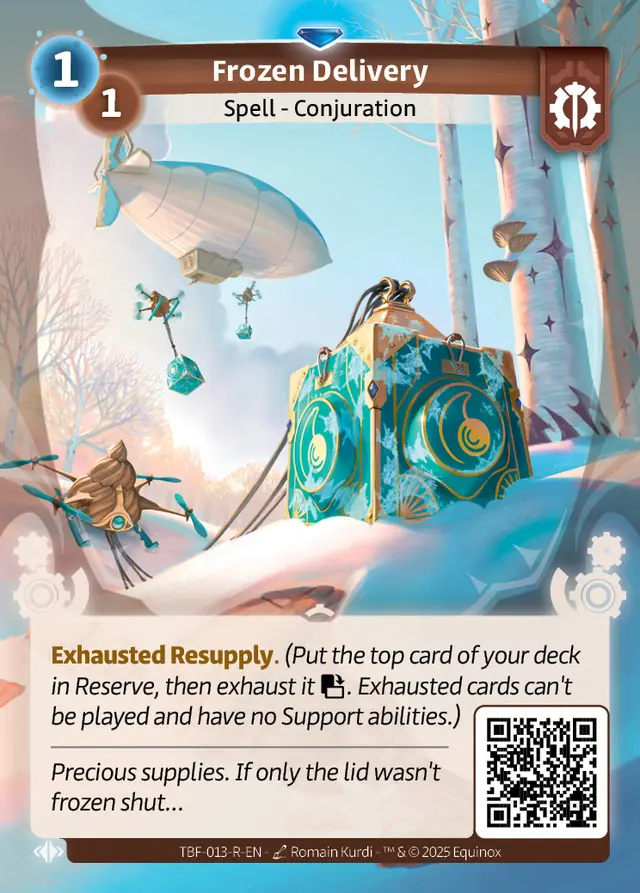 1
Frozen Delivery
1
Spell - Conjuration
Exhausted Resupply. (Put the top card of your deck
in Reserve, then exhaust it . Exhausted cards can't
be played and have no Support abilities.)
Precious supplies. If only the lid wasn't
frozen shut...
TBF-013-R-EN - Romain Kurdi - ™ & © 2025 Equinox